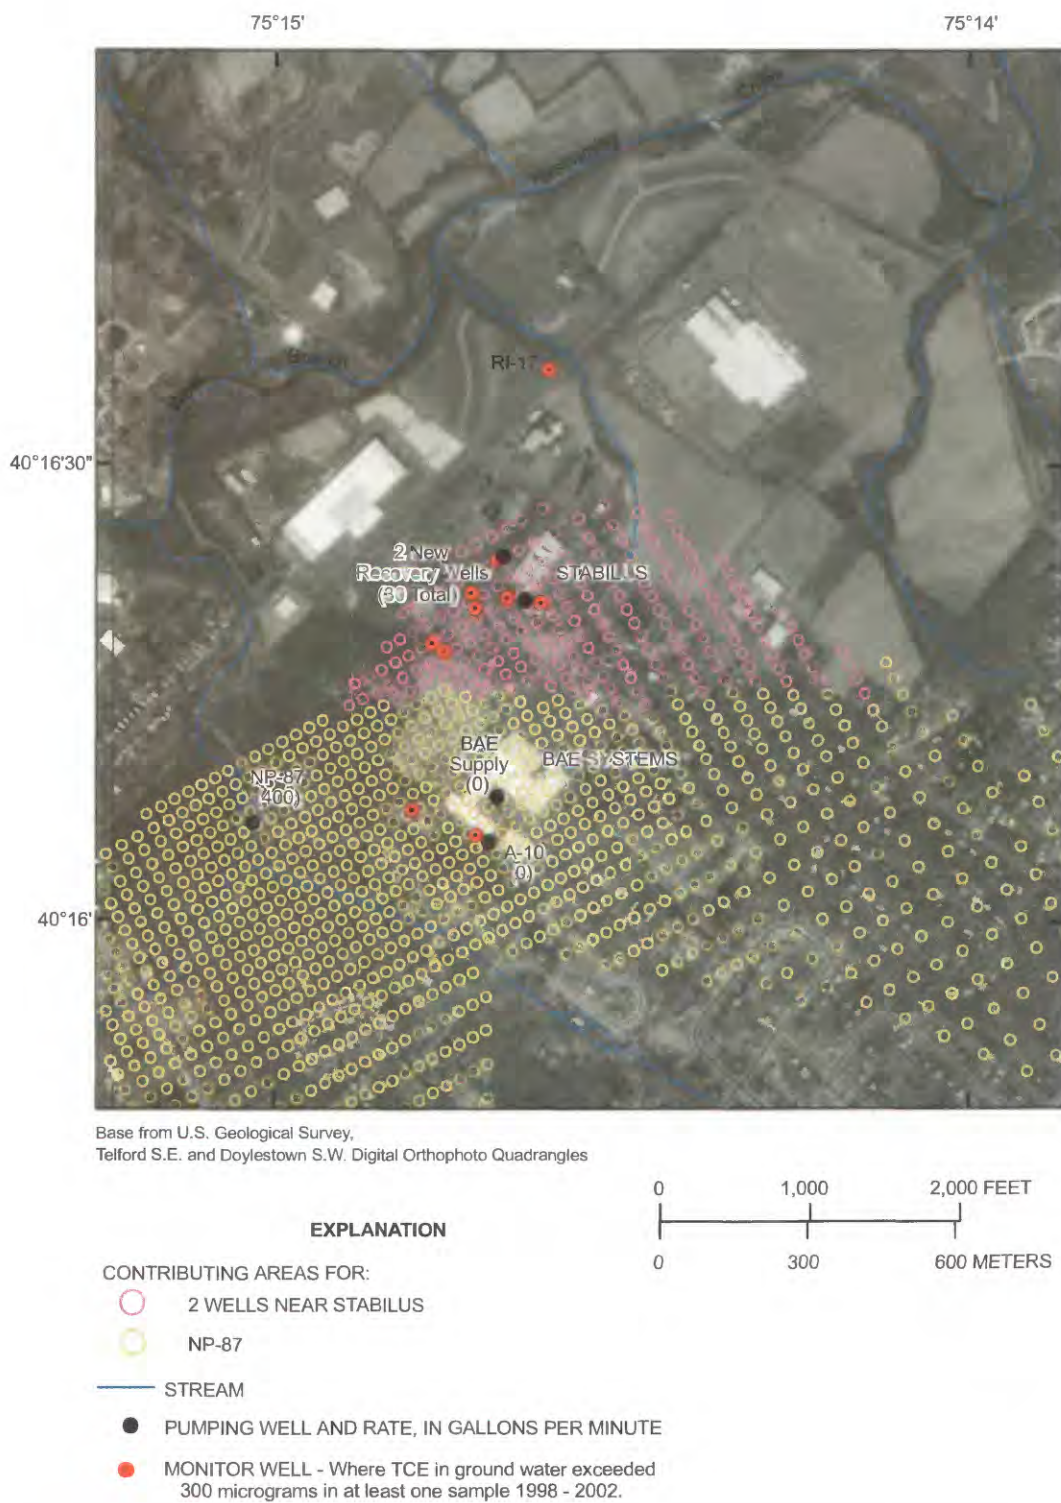 75°15'
75°14'
RI-17
40°16'30"
2 New
Recovery Wells
(30 Total)
STABILUS
BAE
Supply
(0)
BAE SYSTEMS
NP-87
(400)
A-10
(0)
40°16'
Base from U.S. Geological Survey,
Telford S.E. and Doylestown S.W. Digital Orthophoto Quadrangles
0 1,000 2,000 FEET
0 300 600 METERS
EXPLANATION
CONTRIBUTING AREAS FOR:
2 WELLS NEAR STABILUS
NP-87
STREAM
PUMPING WELL AND RATE, IN GALLONS PER MINUTE
MONITOR WELL - Where TCE in ground water exceeded
300 micrograms in at least one sample 1998 - 2002.